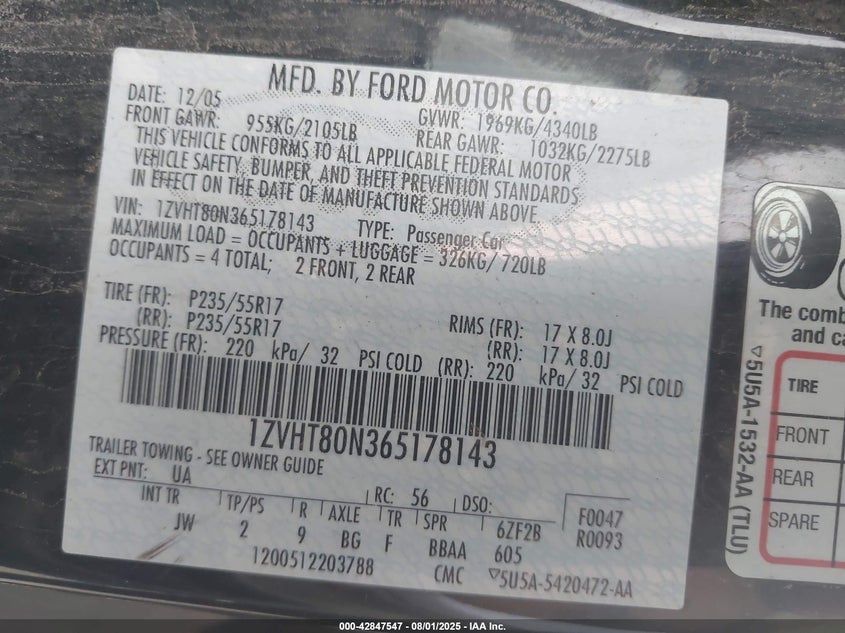 MFD. BY FORD MOTOR CO.
DATE: 12/05 GVWR: 1969KG/4340LB
FRONT GAWR: 955KG/2105LB REAR GAWR: 1032KG/2275LB
THIS VEHICLE CONFORMS TO ALL APPLICABLE FEDERAL MOTOR
VEHICLE SAFETY, BUMPER, AND THEFT PREVENTION STANDARDS
IN EFFECT ON THE DATE OF MANUFACTURE SHOWN ABOVE
VIN: 1ZVHT80N365178143 TYPE: Passenger Car
MAXIMUM LOAD = OCCUPANTS + LUGGAGE = 326KG/ 720LB
OCCUPANTS = 4 TOTAL; 2 FRONT, 2 REAR
TIRE (FR): P235/55R17 RIMS (FR): 17 X 8.0J
(RR): P235/55R17 (RR): 17 X 8.0J
PRESSURE (FR): 220 kPa/ 32 PSI COLD (RR): 220 kPa/ 32 PSI COLD
1ZVHT80N365178143
TRAILER TOWING - SEE OWNER GUIDE
EXT PNT: UA RC: 56 DSO: F0047
INT TR TP/PS R AXLE TR SPR 6ZF2B R0093
JW 2 9 BG F BBAA 605
1200512203788 CMC ▽5U5A-5420472-AA
▽5U5A-1532-AA (TLU)
The comb
and ca
TIRE
FRONT
REAR
SPARE
000-42847547 - 08/01/2025 - IAA Inc.